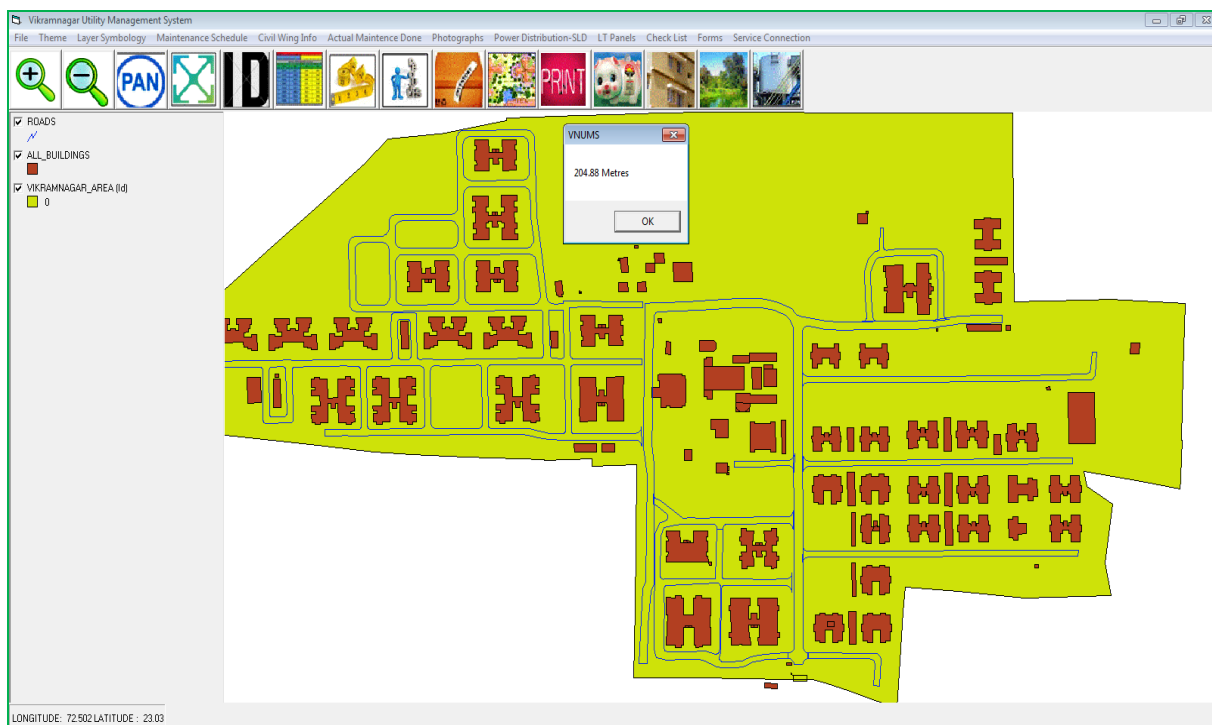 Vikramnagar Utility Management System
File Theme Layer Symbology Maintenance Schedule Civil Wing Info Actual Maintence Done Photographs Power Distribution-SLD LT Panels Check List Forms Service Connection
PAN ID PRINT
ROADS
ALL_BUILDINGS
VIKRAMNAGAR_AREA (Id)
0
VNUMS
204.88 Metres
OK
LONGITUDE: 72.502 LATITUDE : 23.03